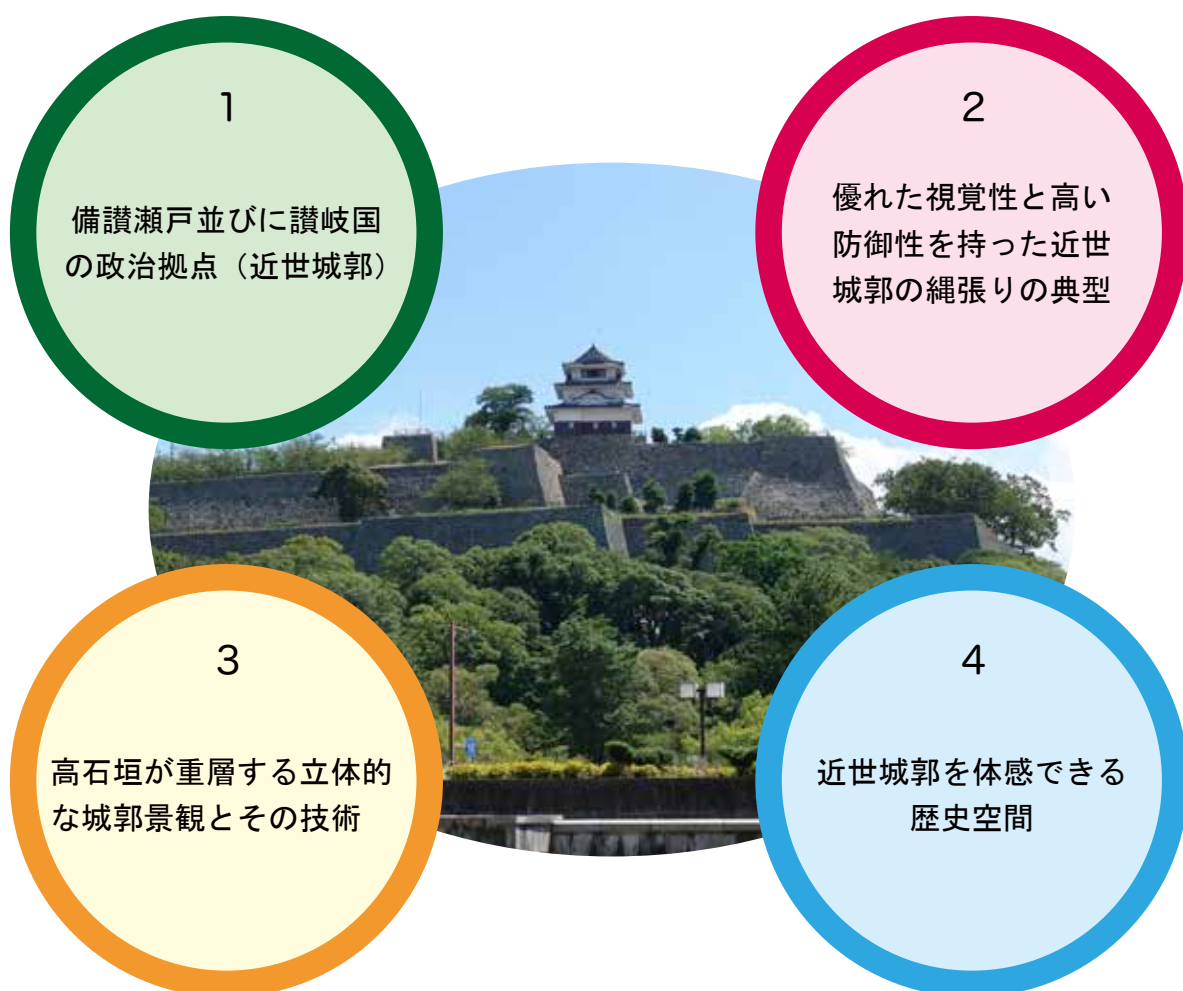 1
備讃瀬戸並びに讃岐国
の政治拠点（近世城郭）
2
優れた視覚性と高い
防御性を持った近世
城郭の縄張りの典型
3
高石垣が重層する立体的
な城郭景観とその技術
4
近世城郭を体感できる
歴史空間